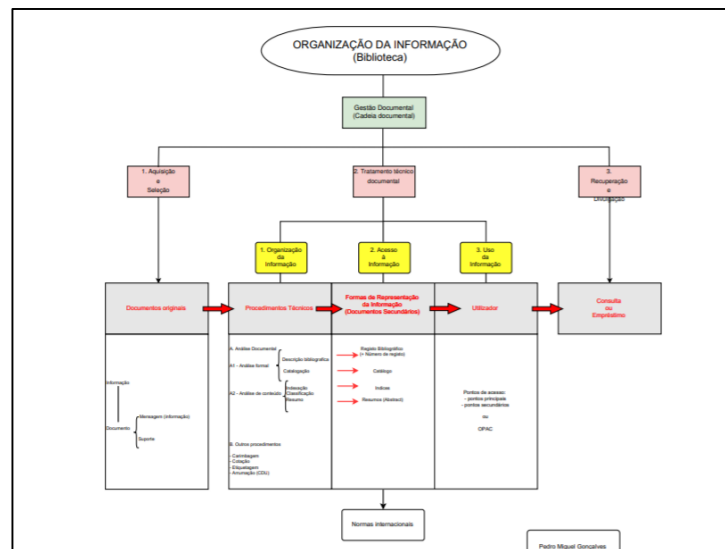 ORGANIZAÇÃO DA INFORMAÇÃO
(Biblioteca)
Gestão Documental
(Cadeia documental)
1. Aquisição
e
Seleção
2. Tratamento técnico
documental
3.
Recuperação
e
Divulgação
1. Organização
da
Informação
2. Acesso
à
Informação
3. Uso
da
Informação
Documentos originais
Procedimentos Técnicos
Formas de Representação
da Informação
(Documentos Secundários)
Utilizador
Consulta
ou
Empréstimo
Informação
Documento
Mensagem (Informação)
Suporte
A. Análise Documental
A1 - Análise formal
Descrição bibliográfica
Catalogação
A2 - Análise de conteúdo
Indexação
Classificação
Resumo
B. Outros procedimentos
- Carimbagem
- Cotação
- Etiquetagem
- Arrumação (CDU)
Registo Bibliográfico
(= Número de registo)
Catálogo
Índices
Resumos (Abstract)
Pontos de acesso:
- pontos principais
- pontos secundários
ou
OPAC
Normas internacionais
Pedro Miguel Gonçalves